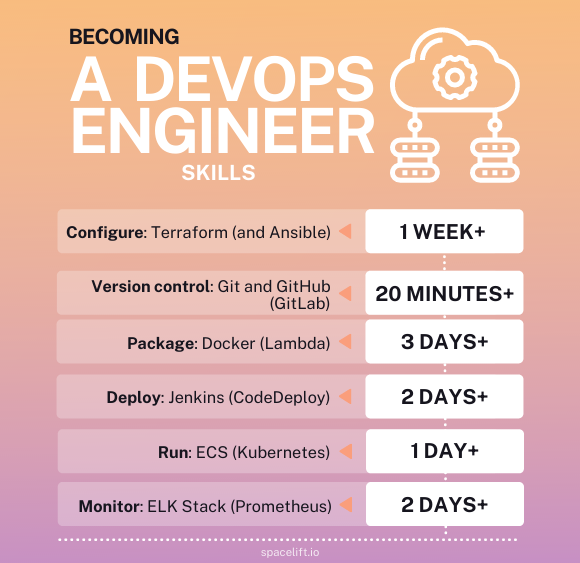 BECOMING
A DEVOPS
ENGINEER
SKILLS
Configure: Terraform (and Ansible)
1 WEEK+
Version control: Git and GitHub
(GitLab)
20 MINUTES+
Package: Docker (Lambda)
3 DAYS+
Deploy: Jenkins (CodeDeploy)
2 DAYS+
Run: ECS (Kubernetes)
1 DAY+
Monitor: ELK Stack (Prometheus)
2 DAYS+
spacelift.io